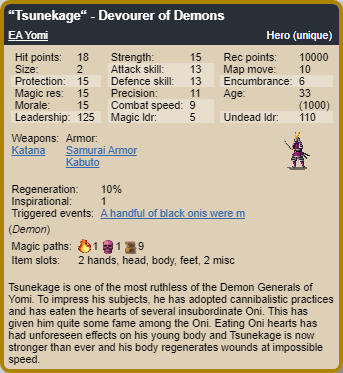 “Tsunekage“ - Devourer of Demons
EA Yomi Hero (unique)
Hit points: 18 Strength: 15 Rec points: 10000
Size: 2 Attack skill: 13 Map move: 10
Protection: 15 Defence skill: 13 Encumbrance: 6
Magic res: 15 Precision: 11 Age: 33
Morale: 15 Combat speed: 9 (1000)
Leadership: 125 Magic ldr: 5 Undead ldr: 110
Weapons: Armor:
Katana Samurai Armor
Kabuto
Regeneration: 10%
Inspirational: 1
Triggered events: A handful of black onis were m
(Demon)
Magic paths: 1 1 9
Item slots: 2 hands, head, body, feet, 2 misc
Tsunekage is one of the most ruthless of the Demon Generals of
Yomi. To impress his subjects, he has adopted cannibalistic practices
and has eaten the hearts of several insubordinate Oni. This has
given him quite some fame among the Oni. Eating Oni hearts has
had unforeseen effects on his young body and Tsunekage is now
stronger than ever and his body regenerates wounds at impossible
speed.